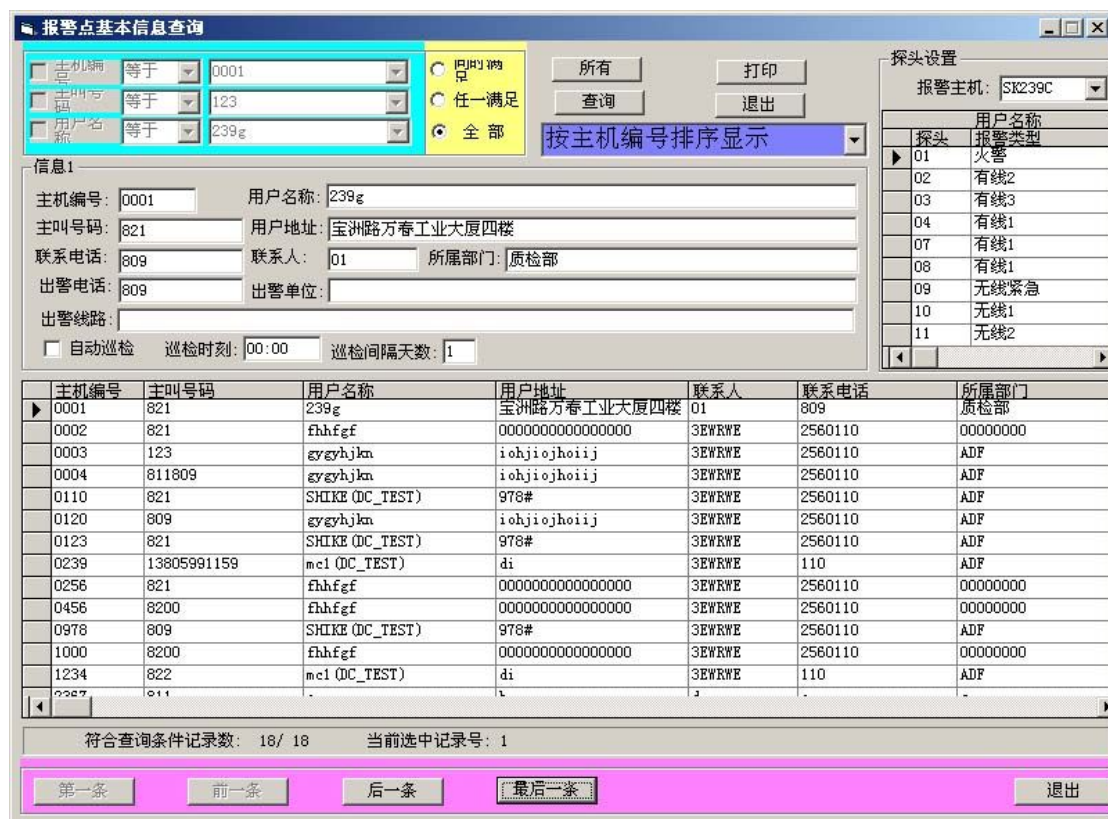 报警点基本信息查询
主机编号 等于 0001
主叫号码 等于 123
用户名称 等于 239g
同时满足
任一满足
全 部
所有 打印
查询 退出
按主机编号排序显示
探头设置
报警主机: SK239C
用户名称
探头 报警类型
01 火警
02 有线2
03 有线3
04 有线1
07 有线1
08 有线1
09 无线紧急
10 无线1
11 无线2
信息1
主机编号: 0001 用户名称: 239g
主叫号码: 821 用户地址: 宝洲路万春工业大厦四楼
联系电话: 809 联系人: 01 所属部门: 质检部
出警电话: 809 出警单位:
出警线路:
自动巡检 巡检时刻: 00:00 巡检间隔天数: 1
主机编号 主叫号码 用户名称 用户地址 联系人 联系电话 所属部门
0001 821 239g 宝洲路万春工业大厦四楼 01 809 质检部
0002 821 fhhfgf 0000000000000000 3EWRWE 2560110 00000000
0003 123 gygyhjkn iohjiojhoiij 3EWRWE 2560110 ADF
0004 811809 gygyhjkn iohjiojhoiij 3EWRWE 2560110 ADF
0110 821 SHIKE(DC_TEST) 978# 3EWRWE 2560110 ADF
0120 809 gygyhjkn iohjiojhoiij 3EWRWE 2560110 ADF
0123 821 SHIKE(DC_TEST) 978# 3EWRWE 2560110 ADF
0239 13805991159 mc1(DC_TEST) di 3EWRWE 110 ADF
0256 821 fhhfgf 0000000000000000 3EWRWE 2560110 00000000
0456 8200 fhhfgf 0000000000000000 3EWRWE 2560110 00000000
0978 809 SHIKE(DC_TEST) 978# 3EWRWE 2560110 ADF
1000 8200 fhhfgf 0000000000000000 3EWRWE 2560110 00000000
1234 822 mc1(DC_TEST) di 3EWRWE 110 ADF
符合查询条件记录数: 18/ 18 当前选中记录号: 1
第一条 前一条 后一条 最后一条 退出